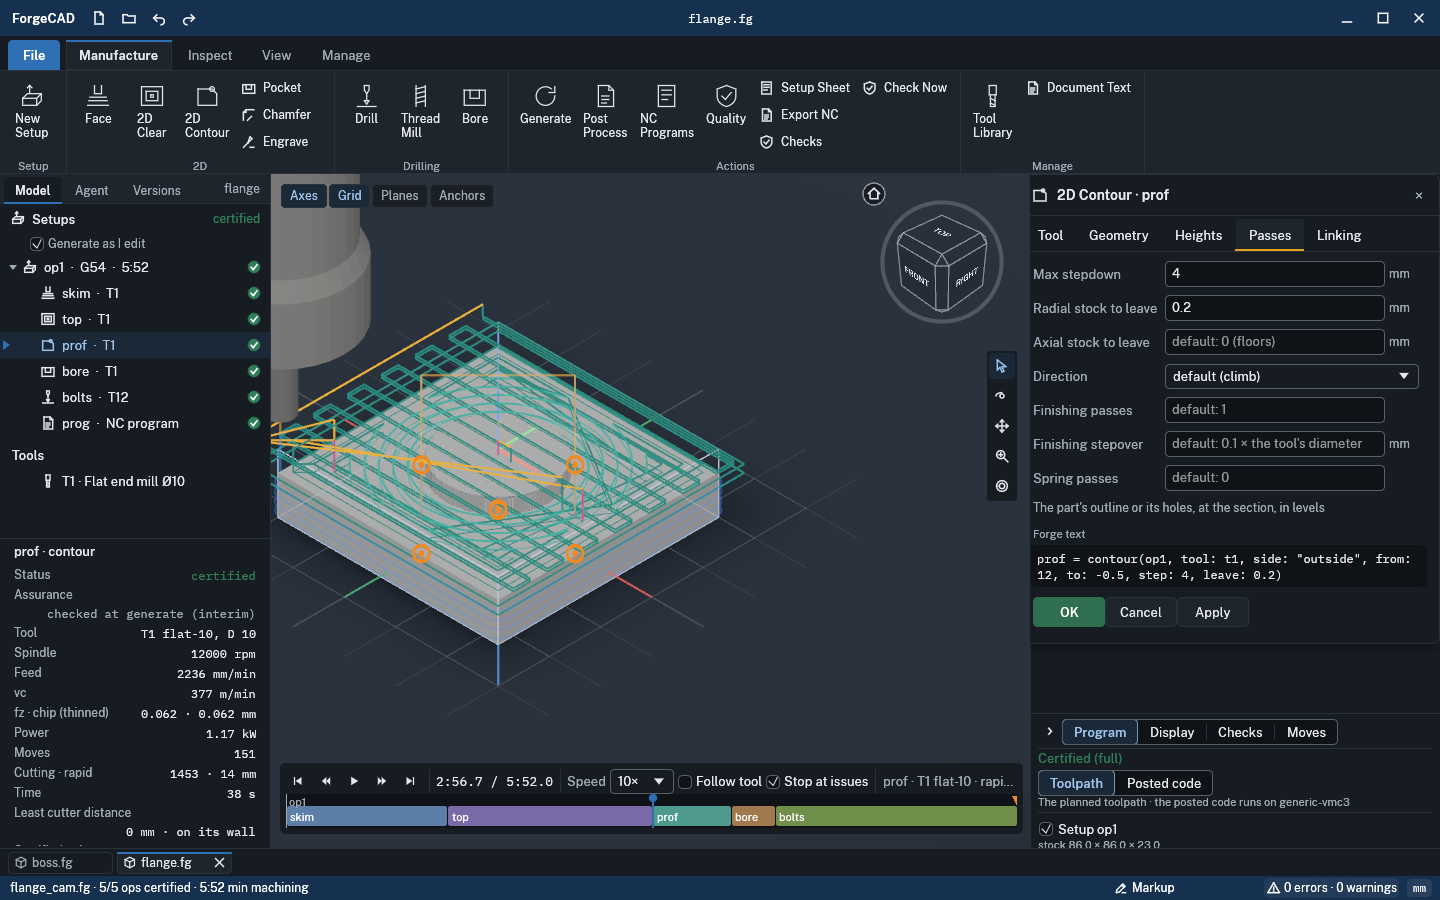 ForgeCAD
flange.fg
File Manufacture Inspect View Manage
New Setup
Face
2D Clear
2D Contour
Pocket
Chamfer
Engrave
Drill
Thread Mill
Bore
Generate
Post Process
NC Programs
Quality
Setup Sheet
Export NC
Checks
Check Now
Tool Library
Document Text
Setup
2D
Drilling
Actions
Manage
Model Agent Versions flange
Setups certified
Generate as I edit
op1 · G54 · 5:52
skim · T1
top · T1
prof · T1
bore · T1
bolts · T12
prog · NC program
Tools
T1 · Flat end mill Ø10
prof · contour
Status certified
Assurance
checked at generate (interim)
Tool T1 flat-10, D 10
Spindle 12000 rpm
Feed 2236 mm/min
vc 377 m/min
fz · chip (thinned) 0.062 · 0.062 mm
Power 1.17 kW
Moves 151
Cutting · rapid 1453 · 14 mm
Time 38 s
Least cutter distance
0 mm · on its wall
Axes Grid Planes Anchors
TOP
FRONT
RIGHT
2:56.7 / 5:52.0 Speed 10× Follow tool Stop at issues prof · T1 flat-10 · rapi...
op1
skim top prof bore bolts
2D Contour · prof
Tool Geometry Heights Passes Linking
Max stepdown 4 mm
Radial stock to leave 0.2 mm
Axial stock to leave default: 0 (floors) mm
Direction default (climb)
Finishing passes default: 1
Finishing stepover default: 0.1 × the tool's diameter mm
Spring passes default: 0
The part's outline or its holes, at the section, in levels
Forge text
prof = contour(op1, tool: t1, side: "outside", from:
12, to: -0.5, step: 4, leave: 0.2)
OK Cancel Apply
Program Display Checks Moves
Certified (full)
Toolpath Posted code
The planned toolpath · the posted code runs on generic-vmc3
Setup op1
stock 86.0 × 86.0 × 23.0
boss.fg flange.fg
flange_cam.fg · 5/5 ops certified · 5:52 min machining
Markup 0 errors · 0 warnings mm